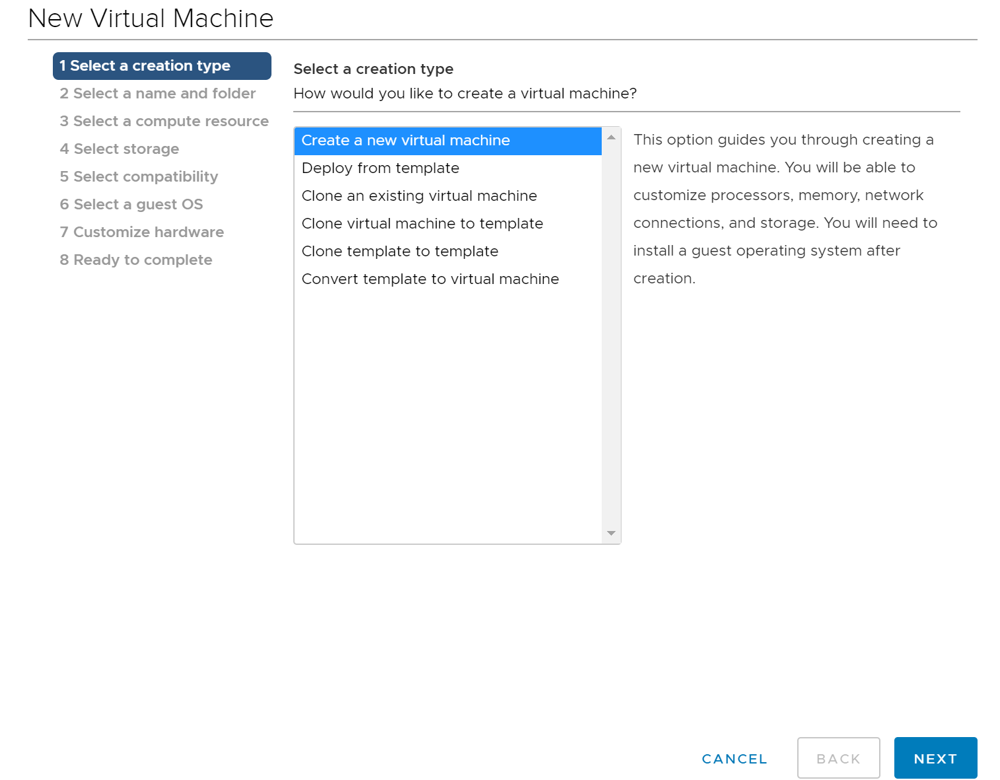 New Virtual Machine
1 Select a creation type
2 Select a name and folder
3 Select a compute resource
4 Select storage
5 Select compatibility
6 Select a guest OS
7 Customize hardware
8 Ready to complete
Select a creation type
How would you like to create a virtual machine?
Create a new virtual machine
Deploy from template
Clone an existing virtual machine
Clone virtual machine to template
Clone template to template
Convert template to virtual machine
This option guides you through creating a
new virtual machine. You will be able to
customize processors, memory, network
connections, and storage. You will need to
install a guest operating system after
creation.
CANCEL
BACK
NEXT